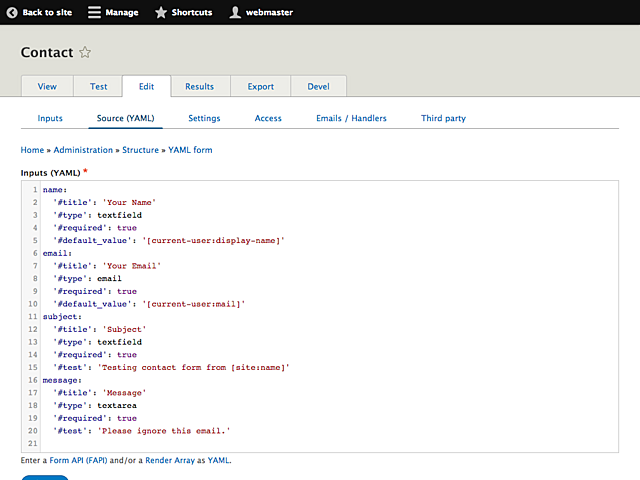 Back to site Manage Shortcuts webmaster
Contact
View Test Edit Results Export Devel
Inputs Source (YAML) Settings Access Emails / Handlers Third party
Home » Administration » Structure » YAML form
Inputs (YAML) *
1 name:
2 '#title': 'Your Name'
3 '#type': textfield
4 '#required': true
5 '#default_value': '[current-user:display-name]'
6 email:
7 '#title': 'Your Email'
8 '#type': email
9 '#required': true
10 '#default_value': '[current-user:mail]'
11 subject:
12 '#title': 'Subject'
13 '#type': textfield
14 '#required': true
15 '#test': 'Testing contact form from [site:name]'
16 message:
17 '#title': 'Message'
18 '#type': textarea
19 '#required': true
20 '#test': 'Please ignore this email.'
21
Enter a Form API (FAPI) and/or a Render Array as YAML.